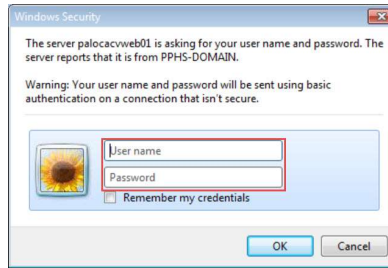 Windows Security
The server palocacvweb01 is asking for your user name and password. The
server reports that it is from PPHS-DOMAIN.
Warning: Your user name and password will be sent using basic
authentication on a connection that isn't secure.
User name
Password
Remember my credentials
OK Cancel